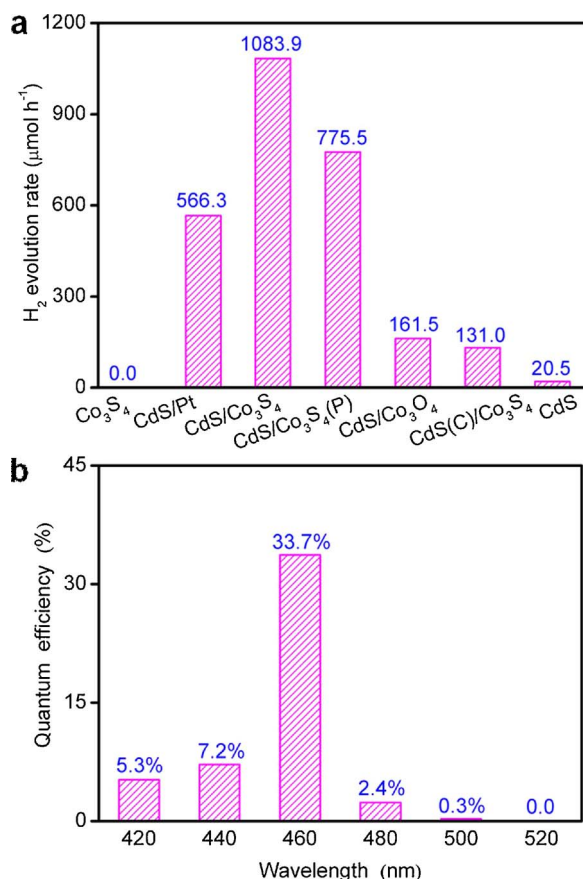 a
H₂ evolution rate (μmol h⁻¹)
1200
900
600
300
0
0.0
566.3
1083.9
775.5
161.5
131.0
20.5
Co₃S₄
CdS/Pt
CdS/Co₃S₄
CdS/Co₃S₄(P)
CdS/Co₃O₄
CdS(C)/Co₃S₄
CdS
b
Quantum efficiency (%)
45
30
15
0
5.3%
7.2%
33.7%
2.4%
0.3%
0.0
420 440 460 480 500 520
Wavelength (nm)